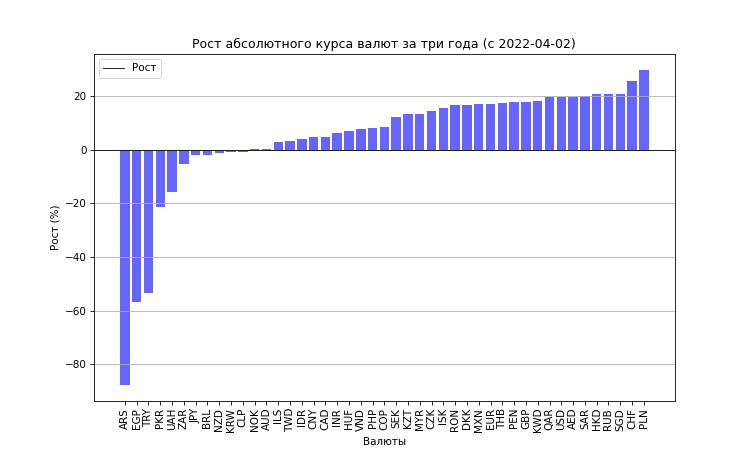 Рост абсолютного курса валют за три года (с 2022-04-02)
Рост
20
0
−20
−40
−60
−80
Рост (%)
ARS EGP TRY PKR UAH ZAR JPY BRL NZD KRW CLP NOK AUD ILS TWD IDR CNY CAD INR HUF VND PHP COP SEK KZT MYR CZK ISK RON DKK MXN EUR THB PEN GBP KWD QAR USD AED SAR HKD RUB SGD CHF PLN
Валюты